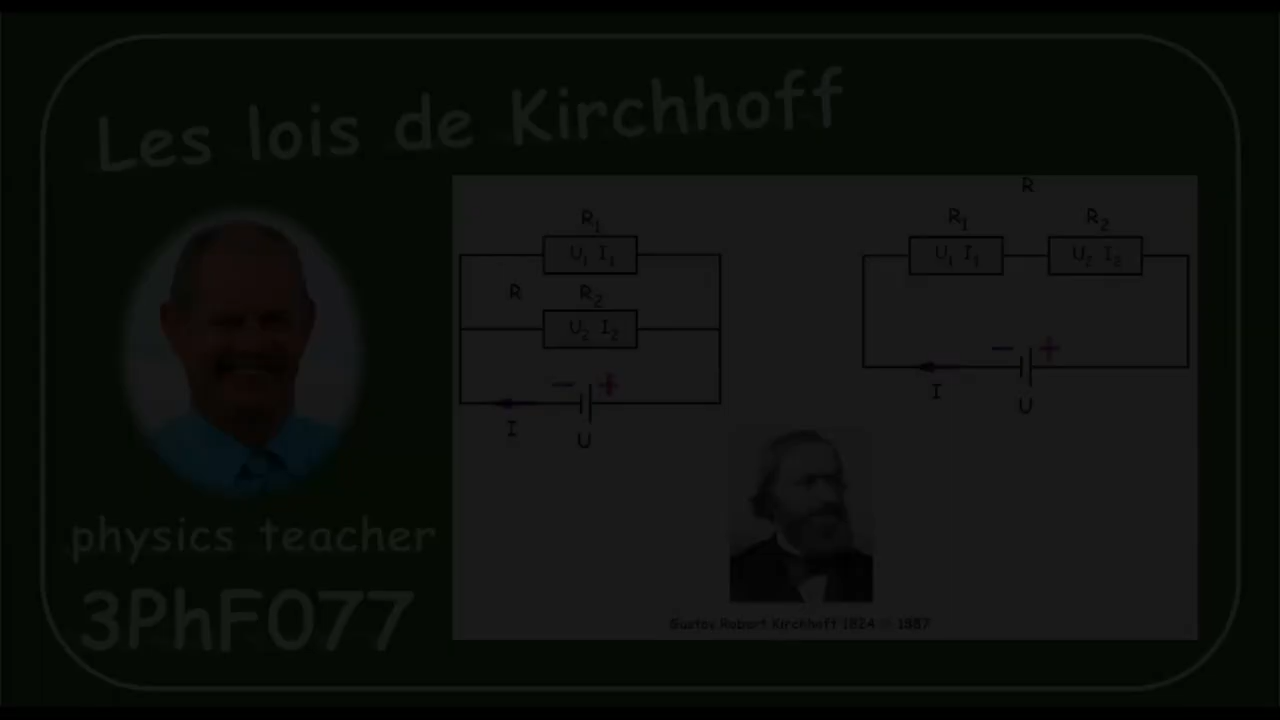 Les lois de Kirchhoff
R
R1
R1
R2
U1 I1
U1 I1
U2 I2
R
R2
U2 I2
− +
I
U
− +
I
U
physics teacher
3PhF077
Gustav Robert Kirchhoff 1824 - 1887